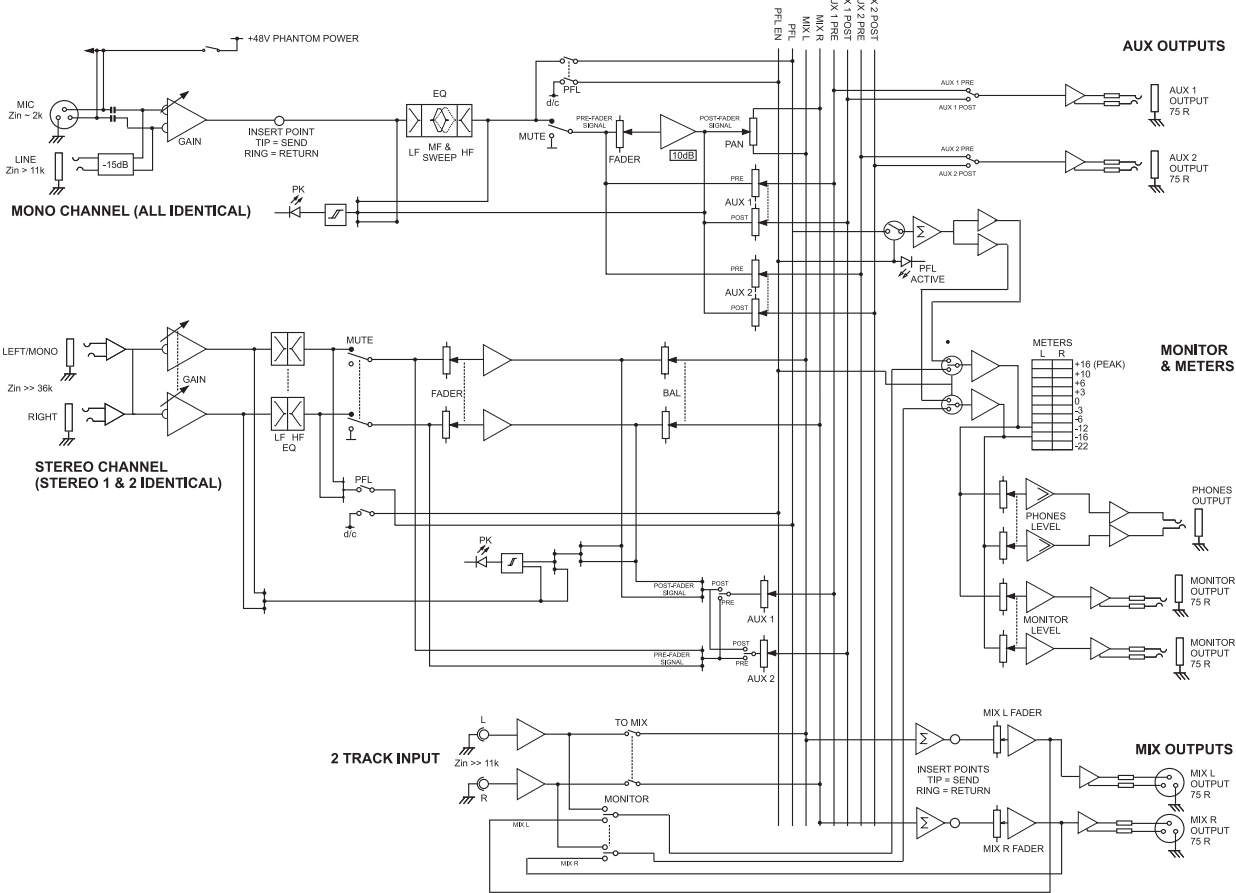 PFL EN
PFL
MIX L
MIX R
UX 1 PRE
X 1 POST
UX 2 PRE
X 2 POST
AUX OUTPUTS
+48V PHANTOM POWER
MIC
Zin ~ 2k
GAIN
INSERT POINT
TIP = SEND
RING = RETURN
LINE
Zin > 11k
-15dB
EQ
LF
MF &
SWEEP
HF
d/c
PFL
MUTE
PRE-FADER
SIGNAL
FADER
10dB
POST-FADER
SIGNAL
PAN
PRE
AUX 1
POST
PRE
AUX 2
POST
PK
MONO CHANNEL (ALL IDENTICAL)
AUX 1 PRE
AUX 1 POST
AUX 1
OUTPUT
75 R
AUX 2 PRE
AUX 2 POST
AUX 2
OUTPUT
75 R
Σ
PFL
ACTIVE
LEFT/MONO
Zin >> 36k
RIGHT
GAIN
LF HF
EQ
MUTE
FADER
BAL
STEREO CHANNEL
(STEREO 1 & 2 IDENTICAL)
PFL
d/c
PK
POST-FADER
SIGNAL
POST
PRE
AUX 1
PRE-FADER
SIGNAL
POST
PRE
AUX 2
METERS
L R
+16 (PEAK)
+10
+6
+3
0
-3
-6
-12
-16
-22
MONITOR
& METERS
PHONES
LEVEL
PHONES
OUTPUT
MONITOR
LEVEL
MONITOR
OUTPUT
75 R
MONITOR
OUTPUT
75 R
2 TRACK INPUT
L
Zin >> 11k
R
TO MIX
MONITOR
MIX L
MIX R
Σ
INSERT POINTS
TIP = SEND
RING = RETURN
Σ
MIX L FADER
MIX R FADER
MIX OUTPUTS
MIX L
OUTPUT
75 R
MIX R
OUTPUT
75 R